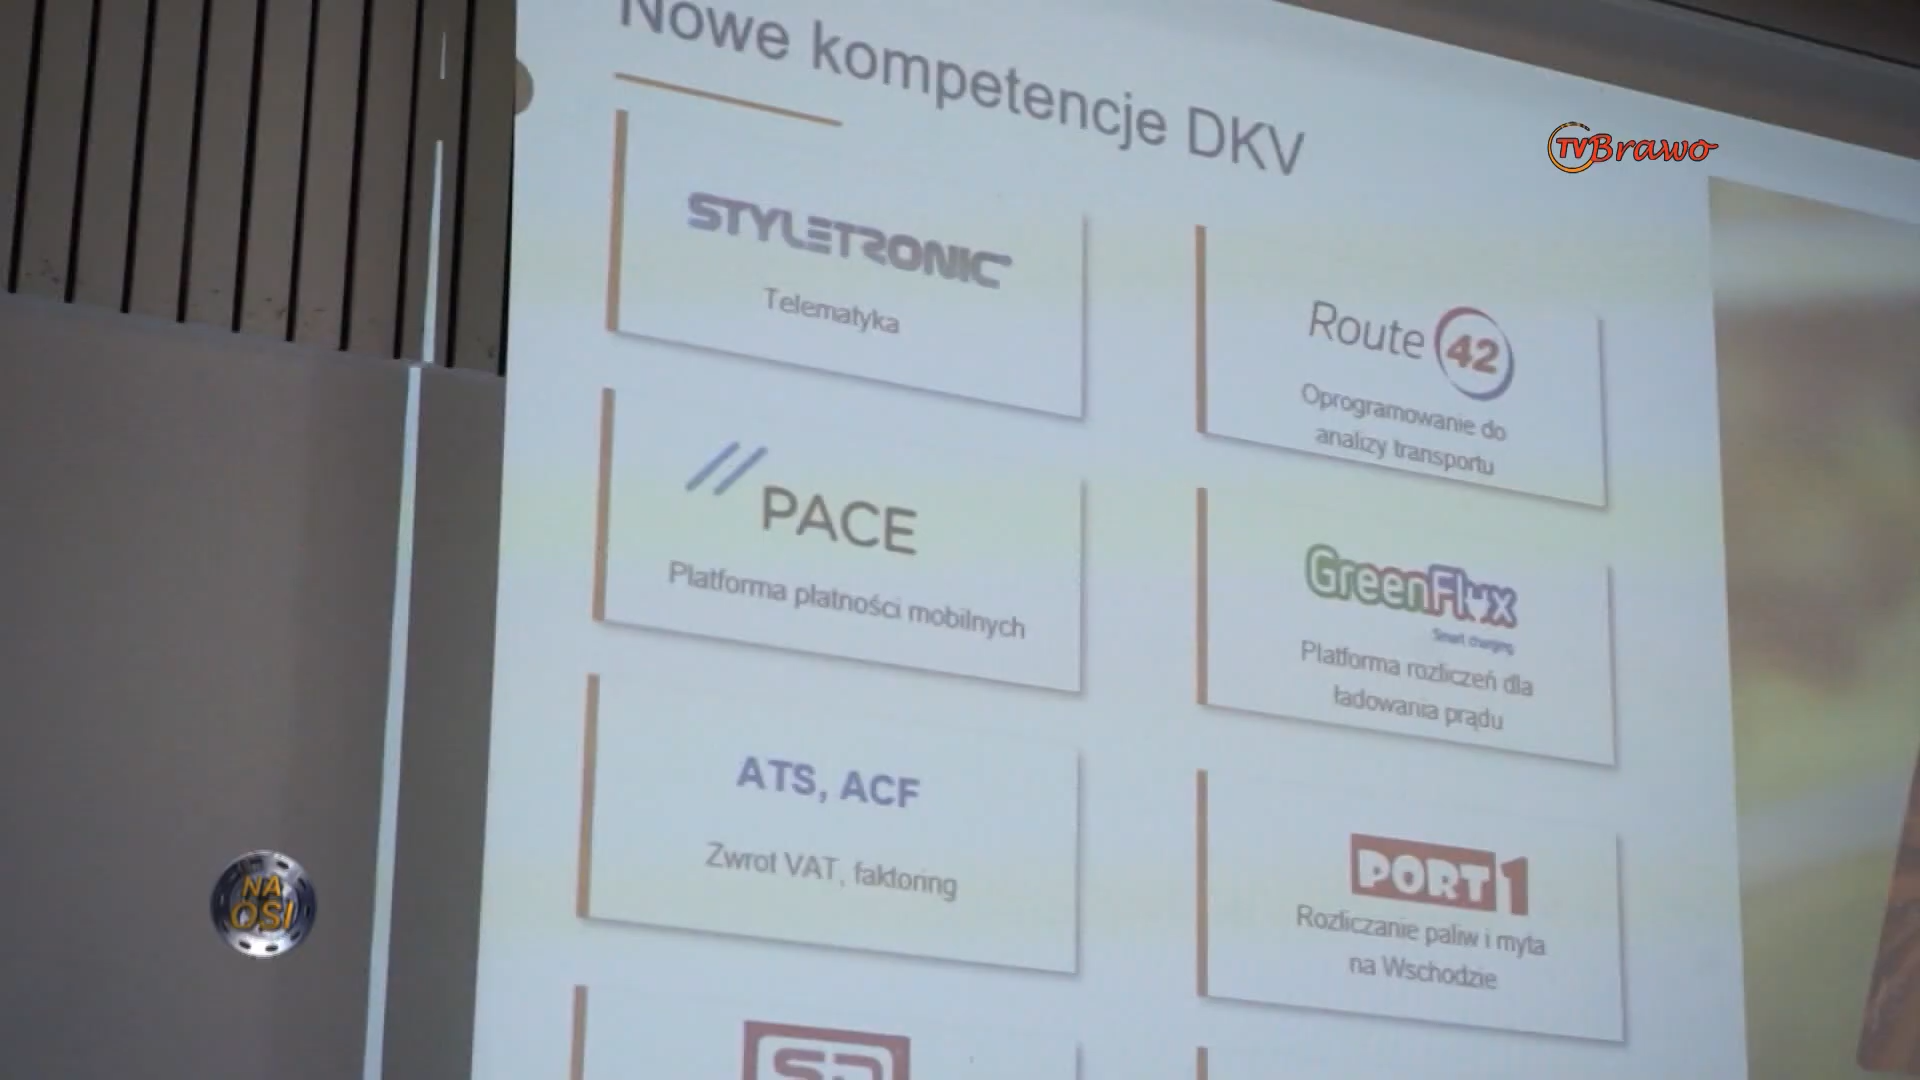 Nowe kompetencje DKV
TVBrawo
STYLETRONIC
Telematyka
Route 42
Oprogramowanie do
analizy transportu
// PACE
Platforma płatności mobilnych
GreenFlux
Smart charging
Platforma rozliczeń dla
ładowania prądu
ATS, ACF
Zwrot VAT, faktoring
PORT 1
Rozliczanie paliw i myta
na Wschodzie
NA
OSI